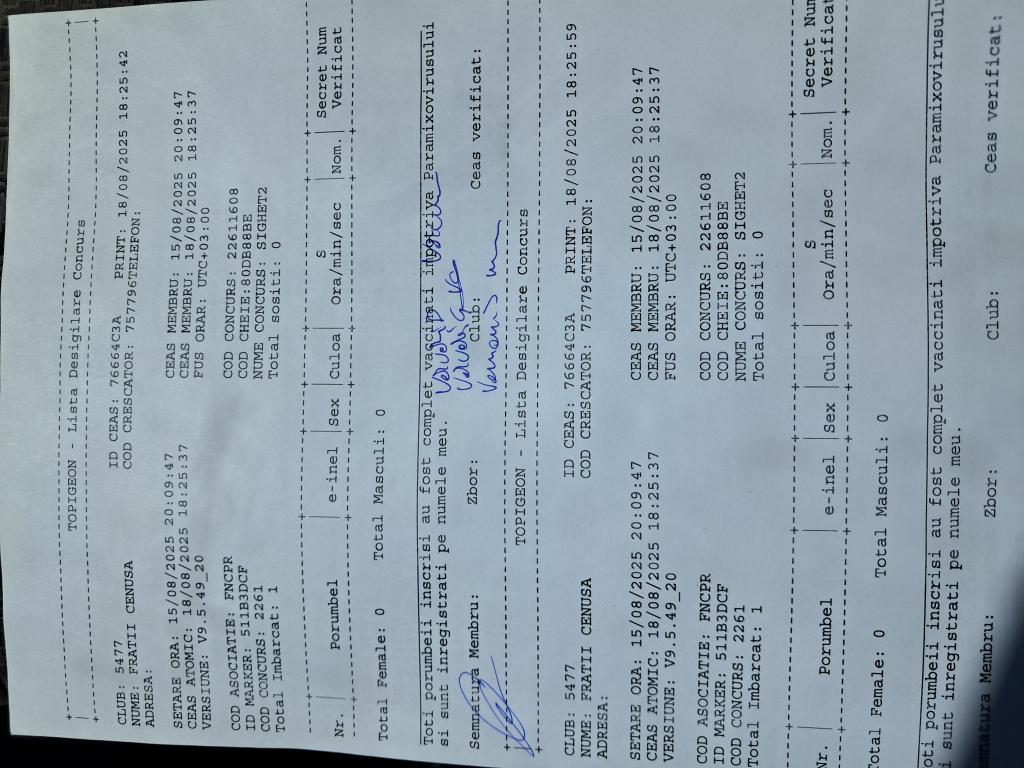 TOPIGEON - Lista Desigilare Concurs
CLUB: 5477 ID CEAS: 76664C3A PRINT: 18/08/2025 18:25:42
NUME: FRATII CENUSA COD CRESCATOR: 757796TELEFON:
ADRESA:
SETARE ORA: 15/08/2025 20:09:47 CEAS MEMBRU: 15/08/2025 20:09:47
CEAS ATOMIC: 18/08/2025 18:25:37 CEAS MEMBRU: 18/08/2025 18:25:37
VERSIUNE: V9.5.49_20 FUS ORAR: UTC+03:00
COD ASOCIATIE: FNCPR COD CONCURS: 22611608
ID MARKER: 511B3DCF COD CHEIE:80DB88BE
COD CONCURS: 2261 NUME CONCURS: SIGHET2
Total Imbarcat: 1 Total sositi: 0
S Secret Num
Nr. | Porumbel | e-inel |Sex |Culoa| Ora/min/sec |Nom.| Verificat
Total Female: 0 Total Masculi: 0
Toti porumbeii inscrisi au fost complet vaccinati impotriva Paramixovirusului
si sunt inregistrati pe numele meu.
Semnatura Membru: Zbor: Club: Ceas verificat:
TOPIGEON - Lista Desigilare Concurs
CLUB: 5477 ID CEAS: 76664C3A PRINT: 18/08/2025 18:25:59
NUME: FRATII CENUSA COD CRESCATOR: 757796TELEFON:
ADRESA:
SETARE ORA: 15/08/2025 20:09:47 CEAS MEMBRU: 15/08/2025 20:09:47
CEAS ATOMIC: 18/08/2025 18:25:37 CEAS MEMBRU: 18/08/2025 18:25:37
VERSIUNE: V9.5.49_20 FUS ORAR: UTC+03:00
COD ASOCIATIE: FNCPR COD CONCURS: 22611608
ID MARKER: 511B3DCF COD CHEIE:80DB88BE
COD CONCURS: 2261 NUME CONCURS: SIGHET2
Total Imbarcat: 1 Total sositi: 0
S Secret Num
Nr. | Porumbel | e-inel |Sex |Culoa| Ora/min/sec |Nom.| Verificat
Total Female: 0 Total Masculi: 0
oti porumbeii inscrisi au fost complet vaccinati impotriva Paramixovirusulu
i sunt inregistrati pe numele meu.
emnatura Membru: Zbor: Club: Ceas verificat: